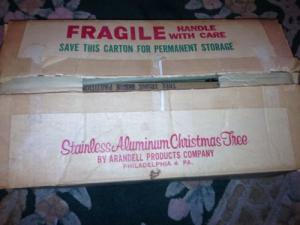 FRAGILE HANDLE
WITH CARE
SAVE THIS CARTON FOR PERMANENT STORAGE
Stainless Aluminum Christmas Tree
BY ARANDELL PRODUCTS COMPANY
PHILADELPHIA 4 PA.